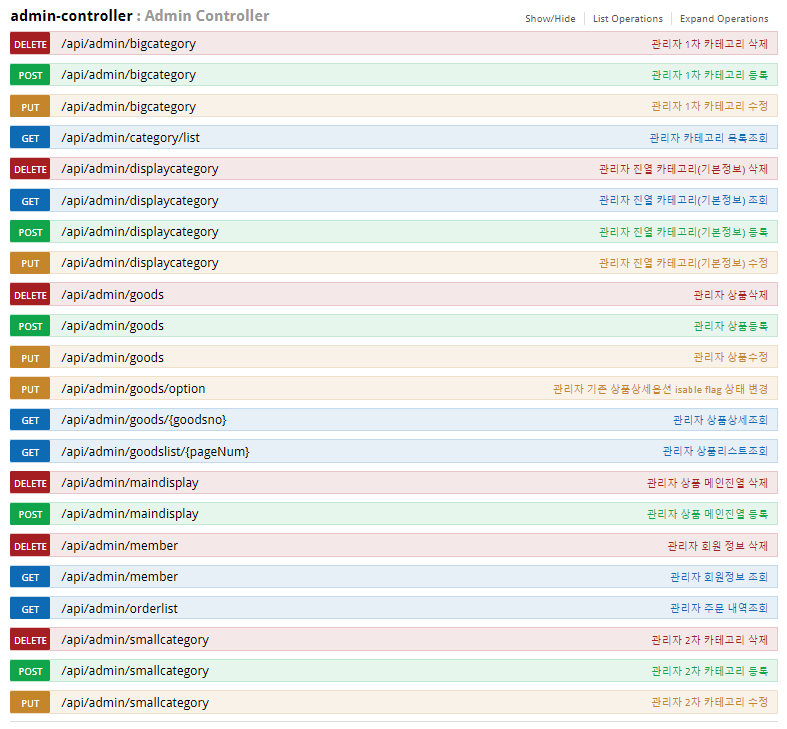 admin-controller : Admin Controller Show/Hide List Operations Expand Operations
DELETE /api/admin/bigcategory 관리자 1차 카테고리 삭제
POST /api/admin/bigcategory 관리자 1차 카테고리 등록
PUT /api/admin/bigcategory 관리자 1차 카테고리 수정
GET /api/admin/category/list 관리자 카테고리 목록조회
DELETE /api/admin/displaycategory 관리자 진열 카테고리(기본정보) 삭제
GET /api/admin/displaycategory 관리자 진열 카테고리(기본정보) 조회
POST /api/admin/displaycategory 관리자 진열 카테고리(기본정보) 등록
PUT /api/admin/displaycategory 관리자 진열 카테고리(기본정보) 수정
DELETE /api/admin/goods 관리자 상품삭제
POST /api/admin/goods 관리자 상품등록
PUT /api/admin/goods 관리자 상품수정
PUT /api/admin/goods/option 관리자 기존 상품상세옵션 isable flag 상태 변경
GET /api/admin/goods/{goodsno} 관리자 상품상세조회
GET /api/admin/goodslist/{pageNum} 관리자 상품리스트조회
DELETE /api/admin/maindisplay 관리자 상품 메인진열 삭제
POST /api/admin/maindisplay 관리자 상품 메인진열 등록
DELETE /api/admin/member 관리자 회원 정보 삭제
GET /api/admin/member 관리자 회원정보 조회
GET /api/admin/orderlist 관리자 주문 내역조회
DELETE /api/admin/smallcategory 관리자 2차 카테고리 삭제
POST /api/admin/smallcategory 관리자 2차 카테고리 등록
PUT /api/admin/smallcategory 관리자 2차 카테고리 수정